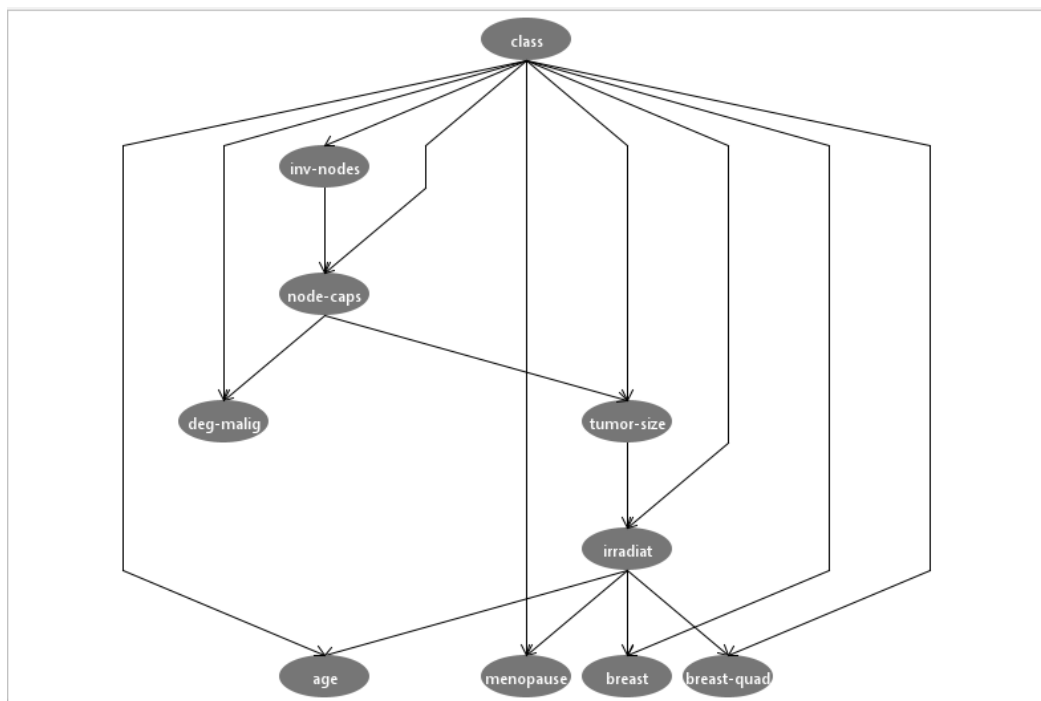 class
inv-nodes
node-caps
deg-malig
tumor-size
irradiat
age
menopause
breast
breast-quad